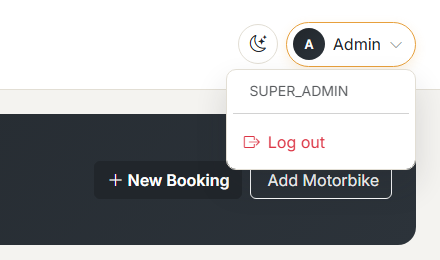 A
Admin
SUPER_ADMIN
Log out
+ New Booking
Add Motorbike